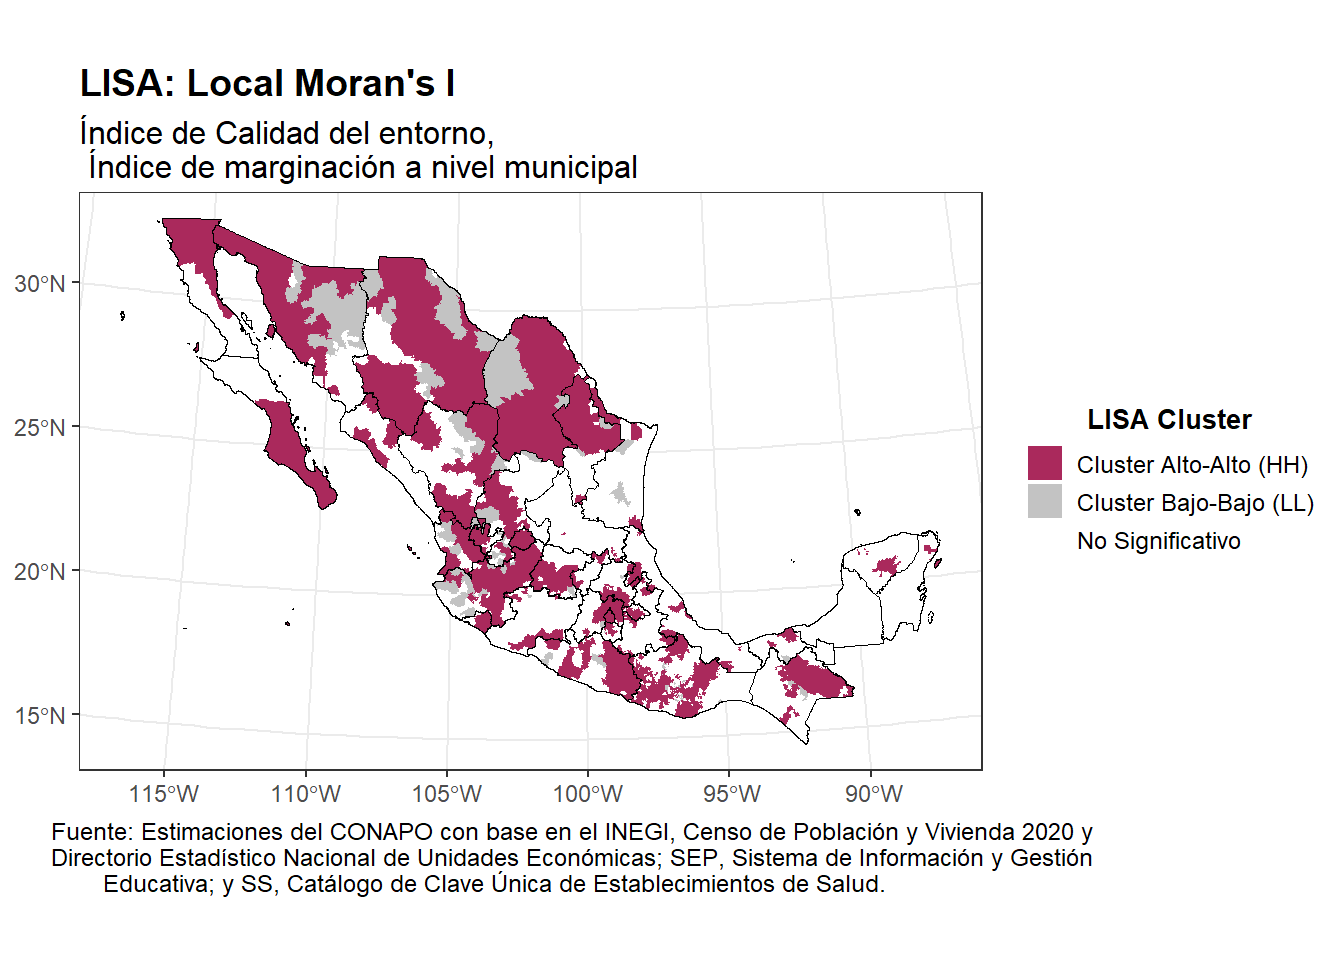 LISA: Local Moran's I
Índice de Calidad del entorno,
Índice de marginación a nivel municipal
30°N
25°N
20°N
15°N
115°W
110°W
105°W
100°W
95°W
90°W
LISA Cluster
Cluster Alto-Alto (HH)
Cluster Bajo-Bajo (LL)
No Significativo
Fuente: Estimaciones del CONAPO con base en el INEGI, Censo de Población y Vivienda 2020 y
Directorio Estadístico Nacional de Unidades Económicas; SEP, Sistema de Información y Gestión
Educativa; y SS, Catálogo de Clave Única de Establecimientos de Salud.